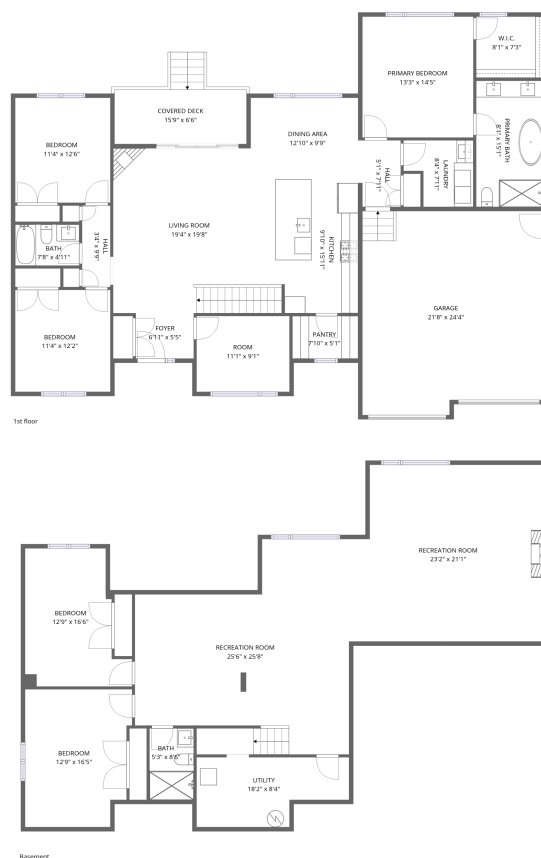 W.I.C.
8'1" x 7'3"
PRIMARY BEDROOM
13'3" x 14'5"
COVERED DECK
15'9" x 6'6"
DINING AREA
12'10" x 9'9"
PRIMARY BATH
8'1" x 15'1"
BEDROOM
11'4" x 12'6"
HALL
5'1" x 7'11"
LAUNDRY
8'4" x 7'11"
LIVING ROOM
19'4" x 19'8"
HALL
3'4" x 9'9"
BATH
7'8" x 4'11"
KITCHEN
9'10" x 15'11"
GARAGE
21'8" x 24'4"
BEDROOM
11'4" x 12'2"
FOYER
6'11" x 5'5"
ROOM
11'1" x 9'1"
PANTRY
7'10" x 5'1"
1st floor
RECREATION ROOM
23'2" x 21'1"
BEDROOM
12'9" x 16'6"
RECREATION ROOM
25'6" x 25'8"
BEDROOM
12'9" x 16'5"
BATH
5'3" x 8'6"
UTILITY
18'2" x 8'4"
Basement